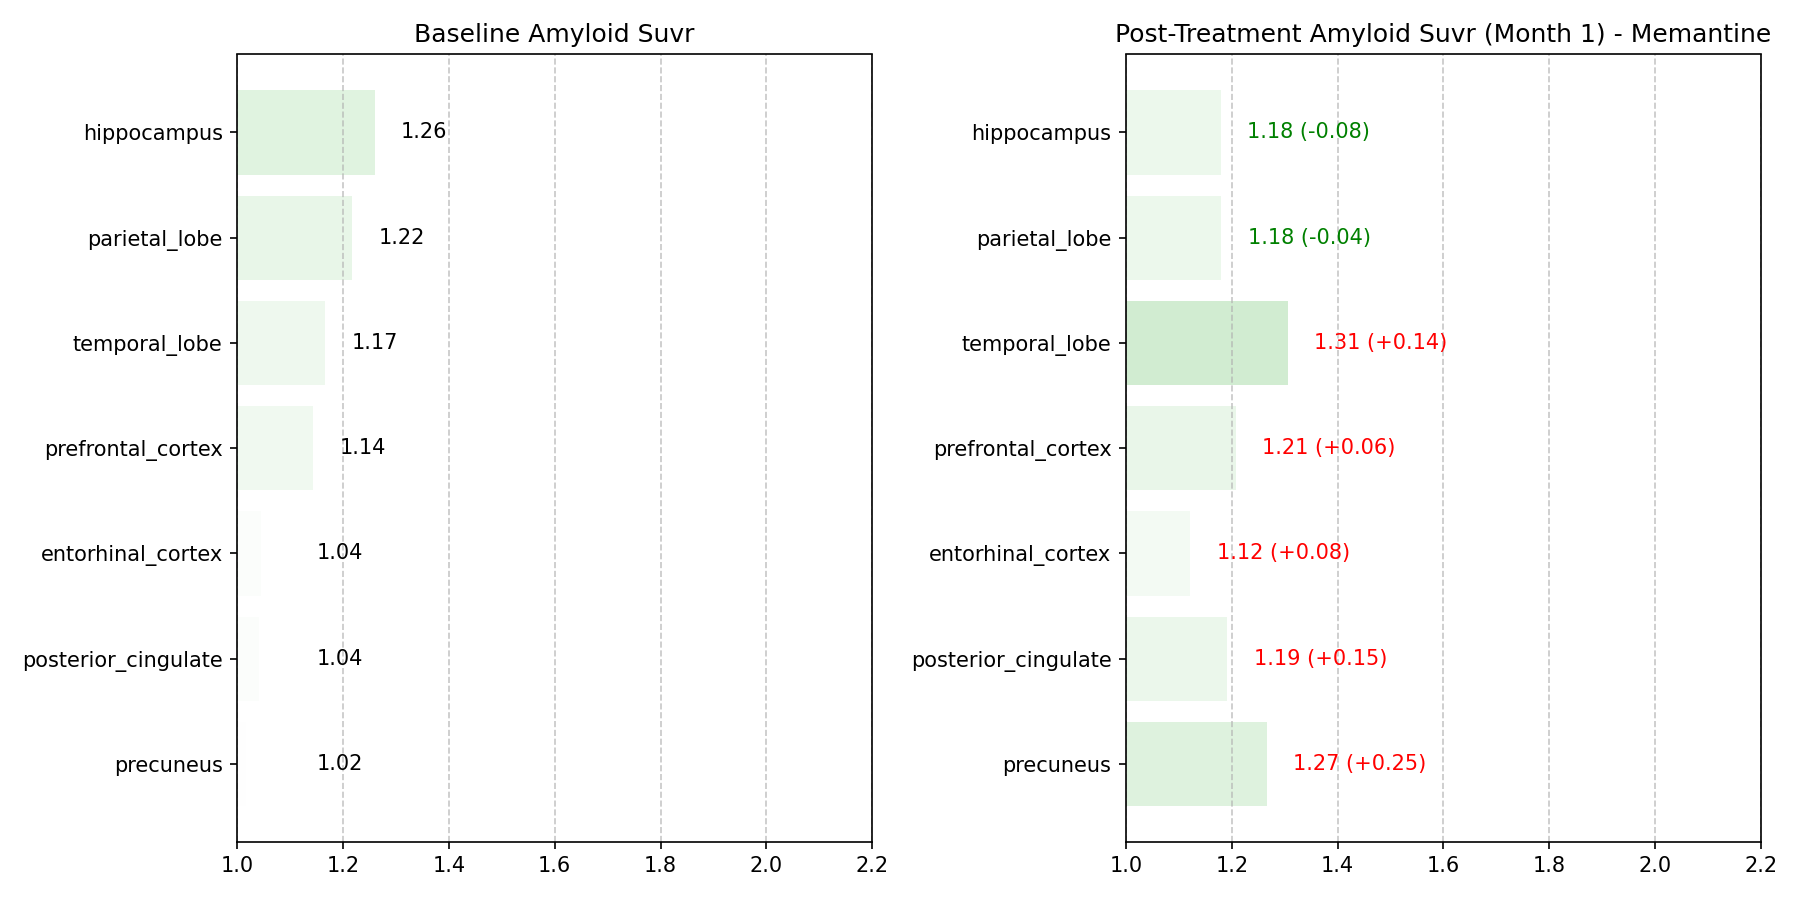 Baseline Amyloid Suvr
hippocampus 1.26
parietal_lobe 1.22
temporal_lobe 1.17
prefrontal_cortex 1.14
entorhinal_cortex 1.04
posterior_cingulate 1.04
precuneus 1.02
1.0 1.2 1.4 1.6 1.8 2.0 2.2
Post-Treatment Amyloid Suvr (Month 1) - Memantine
hippocampus 1.18 (-0.08)
parietal_lobe 1.18 (-0.04)
temporal_lobe 1.31 (+0.14)
prefrontal_cortex 1.21 (+0.06)
entorhinal_cortex 1.12 (+0.08)
posterior_cingulate 1.19 (+0.15)
precuneus 1.27 (+0.25)
1.0 1.2 1.4 1.6 1.8 2.0 2.2